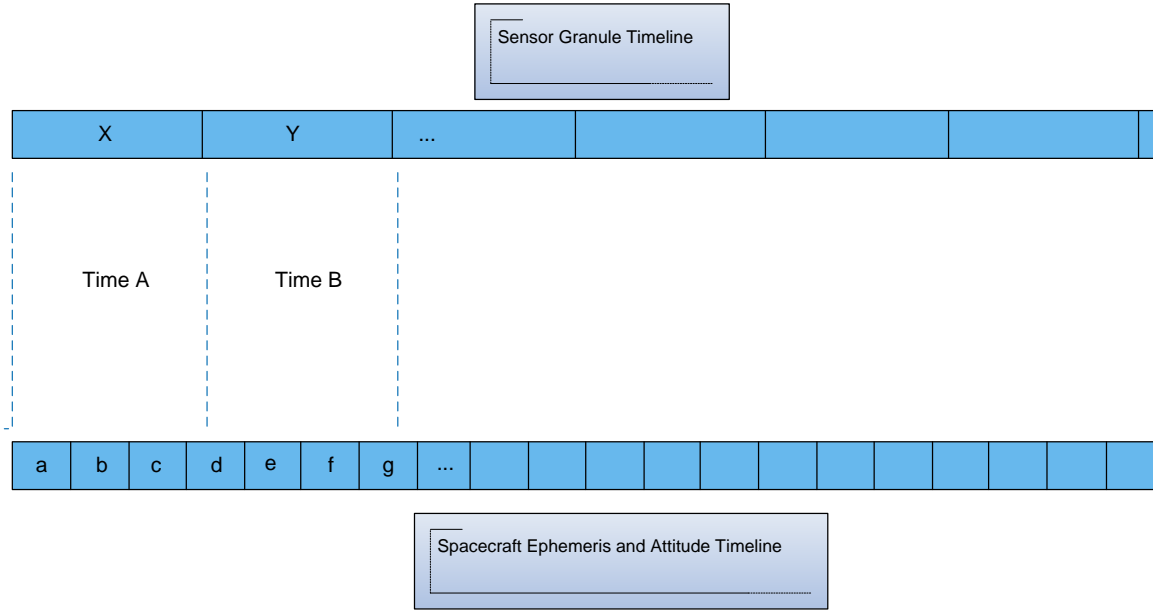 Sensor Granule Timeline
X Y ...
Time A Time B
a b c d e f g ...
Spacecraft Ephemeris and Attitude Timeline